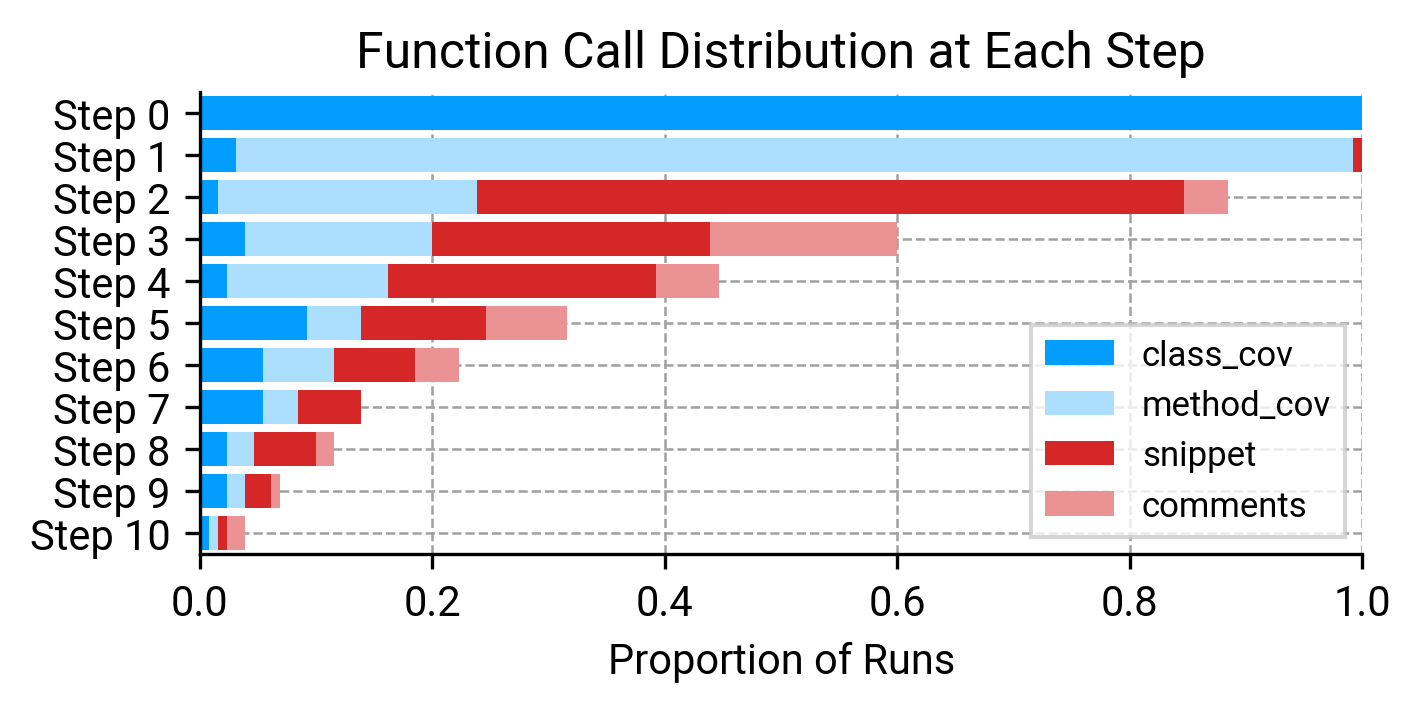 Function Call Distribution at Each Step
Step 0
Step 1
Step 2
Step 3
Step 4
Step 5
Step 6
Step 7
Step 8
Step 9
Step 10
class_cov
method_cov
snippet
comments
0.0 0.2 0.4 0.6 0.8 1.0
Proportion of Runs